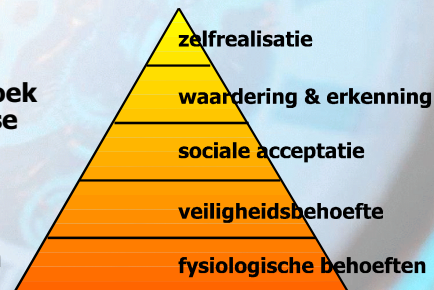 zelfrealisatie
waardering & erkenning
sociale acceptatie
veiligheidsbehoefte
fysiologische behoeften